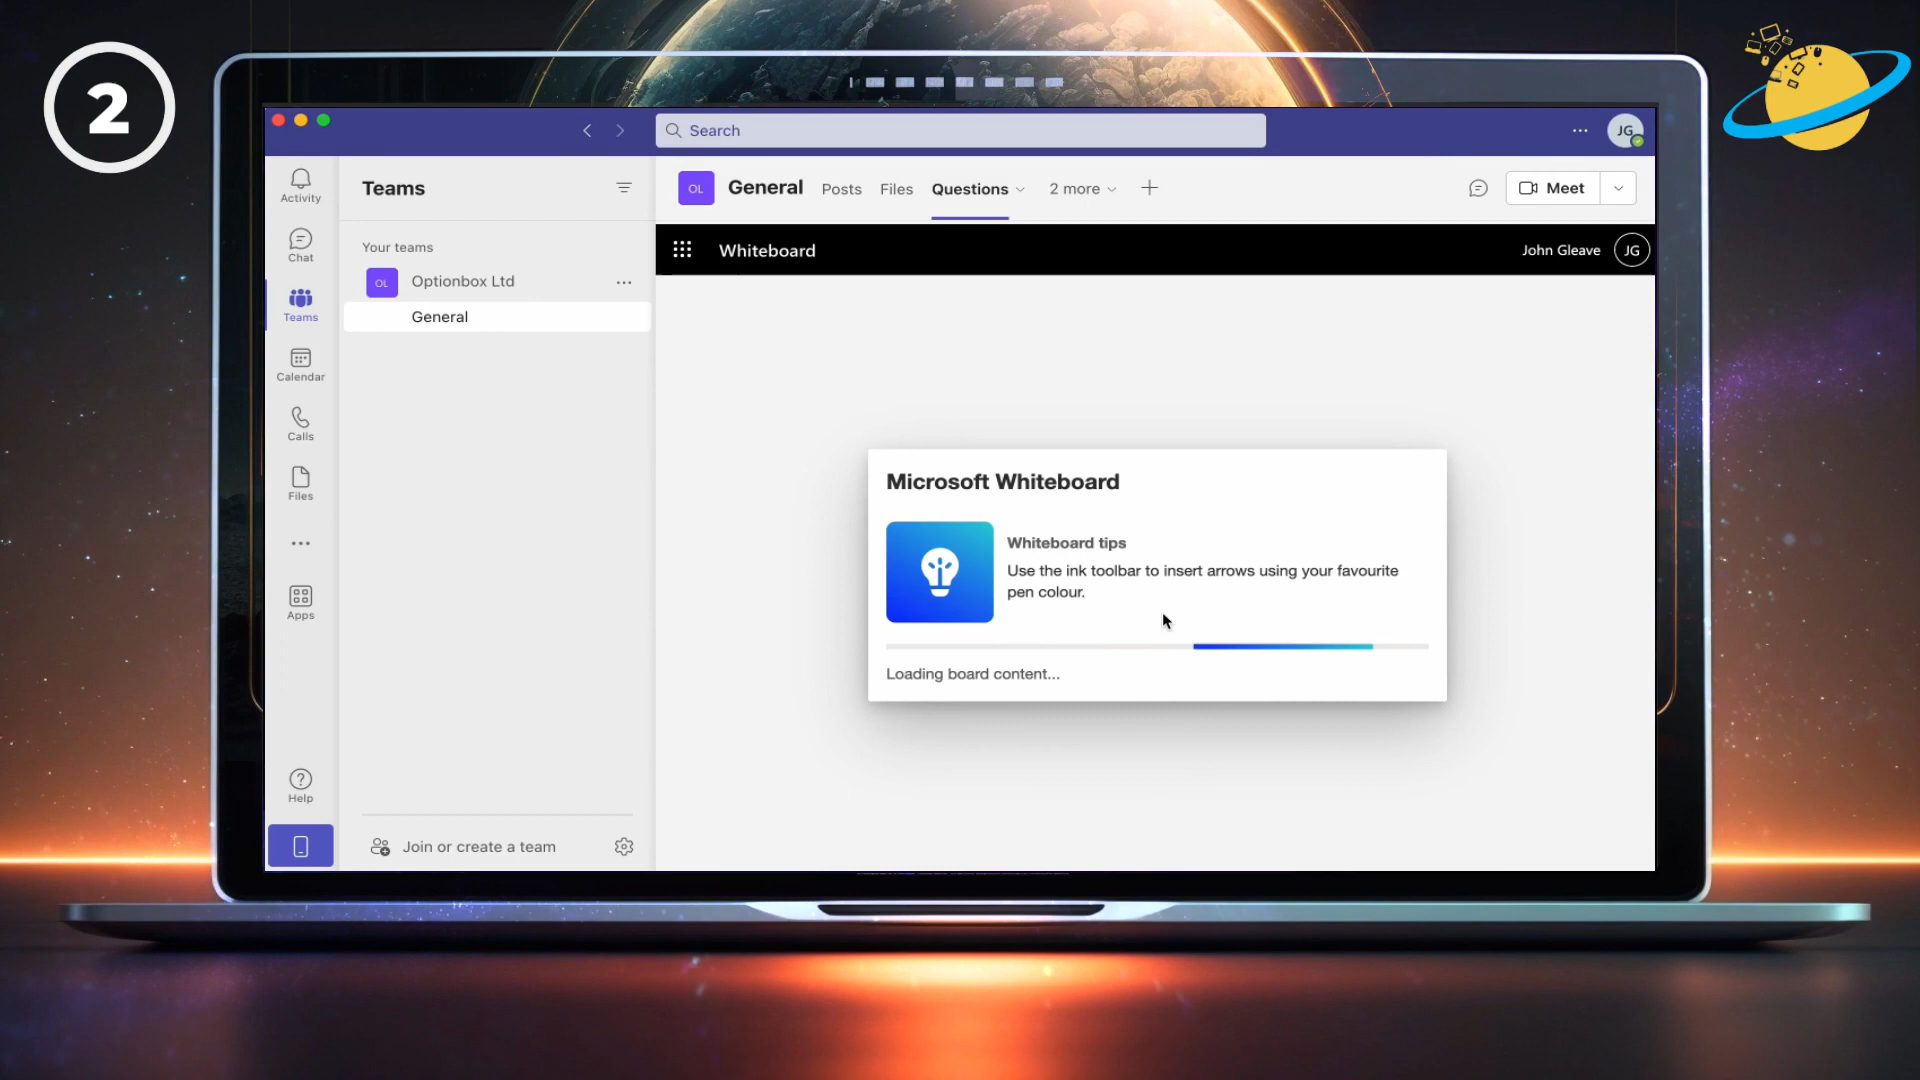 2
Search
JG
Activity
Chat
Teams
Calendar
Calls
Files
Apps
Help
Teams
Your teams
OL Optionbox Ltd
General
Join or create a team
OL General Posts Files Questions 2 more
Meet
Whiteboard
John Gleave JG
Microsoft Whiteboard
Whiteboard tips
Use the ink toolbar to insert arrows using your favourite
pen colour.
Loading board content...